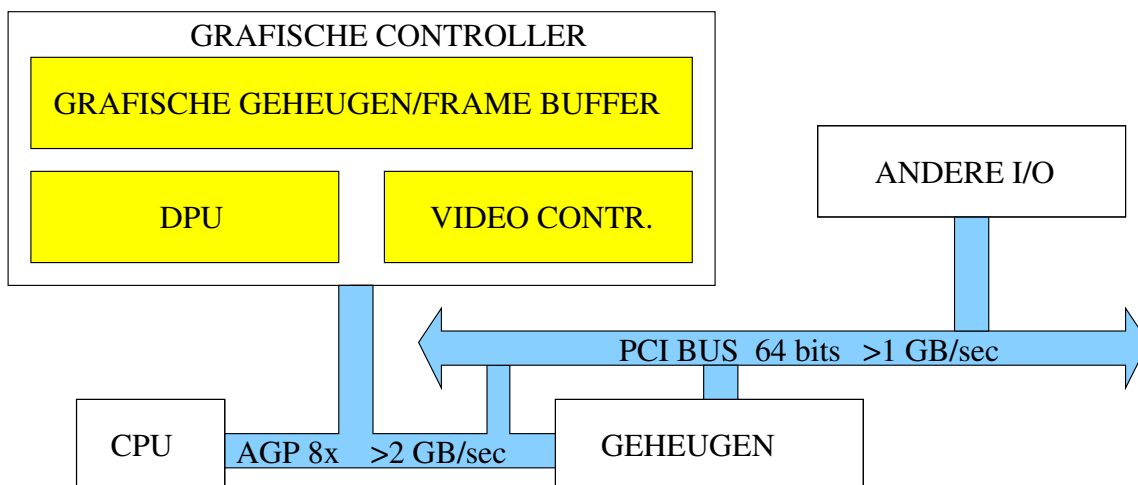 GRAFISCHE CONTROLLER
GRAFISCHE GEHEUGEN/FRAME BUFFER
DPU
VIDEO CONTR.
ANDERE I/O
PCI BUS 64 bits >1 GB/sec
CPU
AGP 8x >2 GB/sec
GEHEUGEN